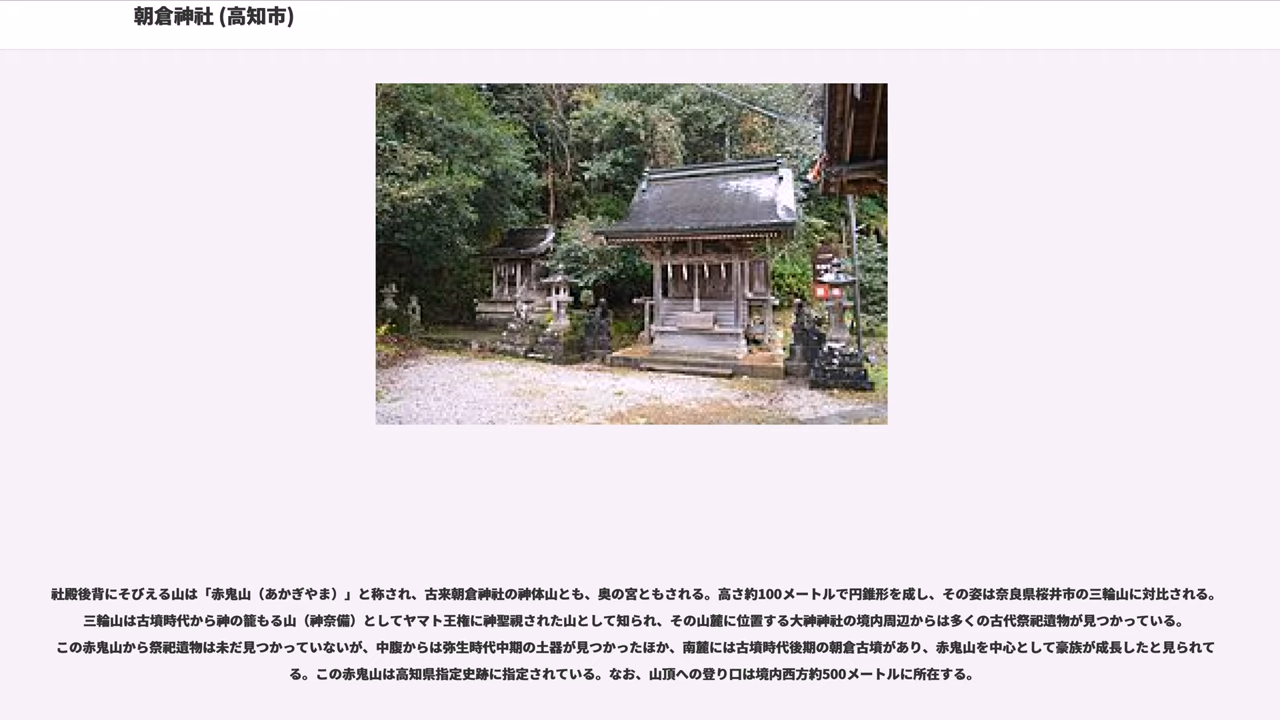 朝倉神社 (高知市)
社殿後背にそびえる山は「赤鬼山（あかぎやま）」と称され、古来朝倉神社の神体山とも、奥の宮ともされる。高さ約100メートルで円錐形を成し、その姿は奈良県桜井市の三輪山に対比される。
三輪山は古墳時代から神の籠もる山（神奈備）としてヤマト王権に神聖視された山として知られ、その山麓に位置する大神神社の境内周辺からは多くの古代祭祀遺物が見つかっている。
この赤鬼山から祭祀遺物は未だ見つかっていないが、中腹からは弥生時代中期の土器が見つかったほか、南麓には古墳時代後期の朝倉古墳があり、赤鬼山を中心として豪族が成長したと見られて
る。この赤鬼山は高知県指定史跡に指定されている。なお、山頂への登り口は境内西方約500メートルに所在する。